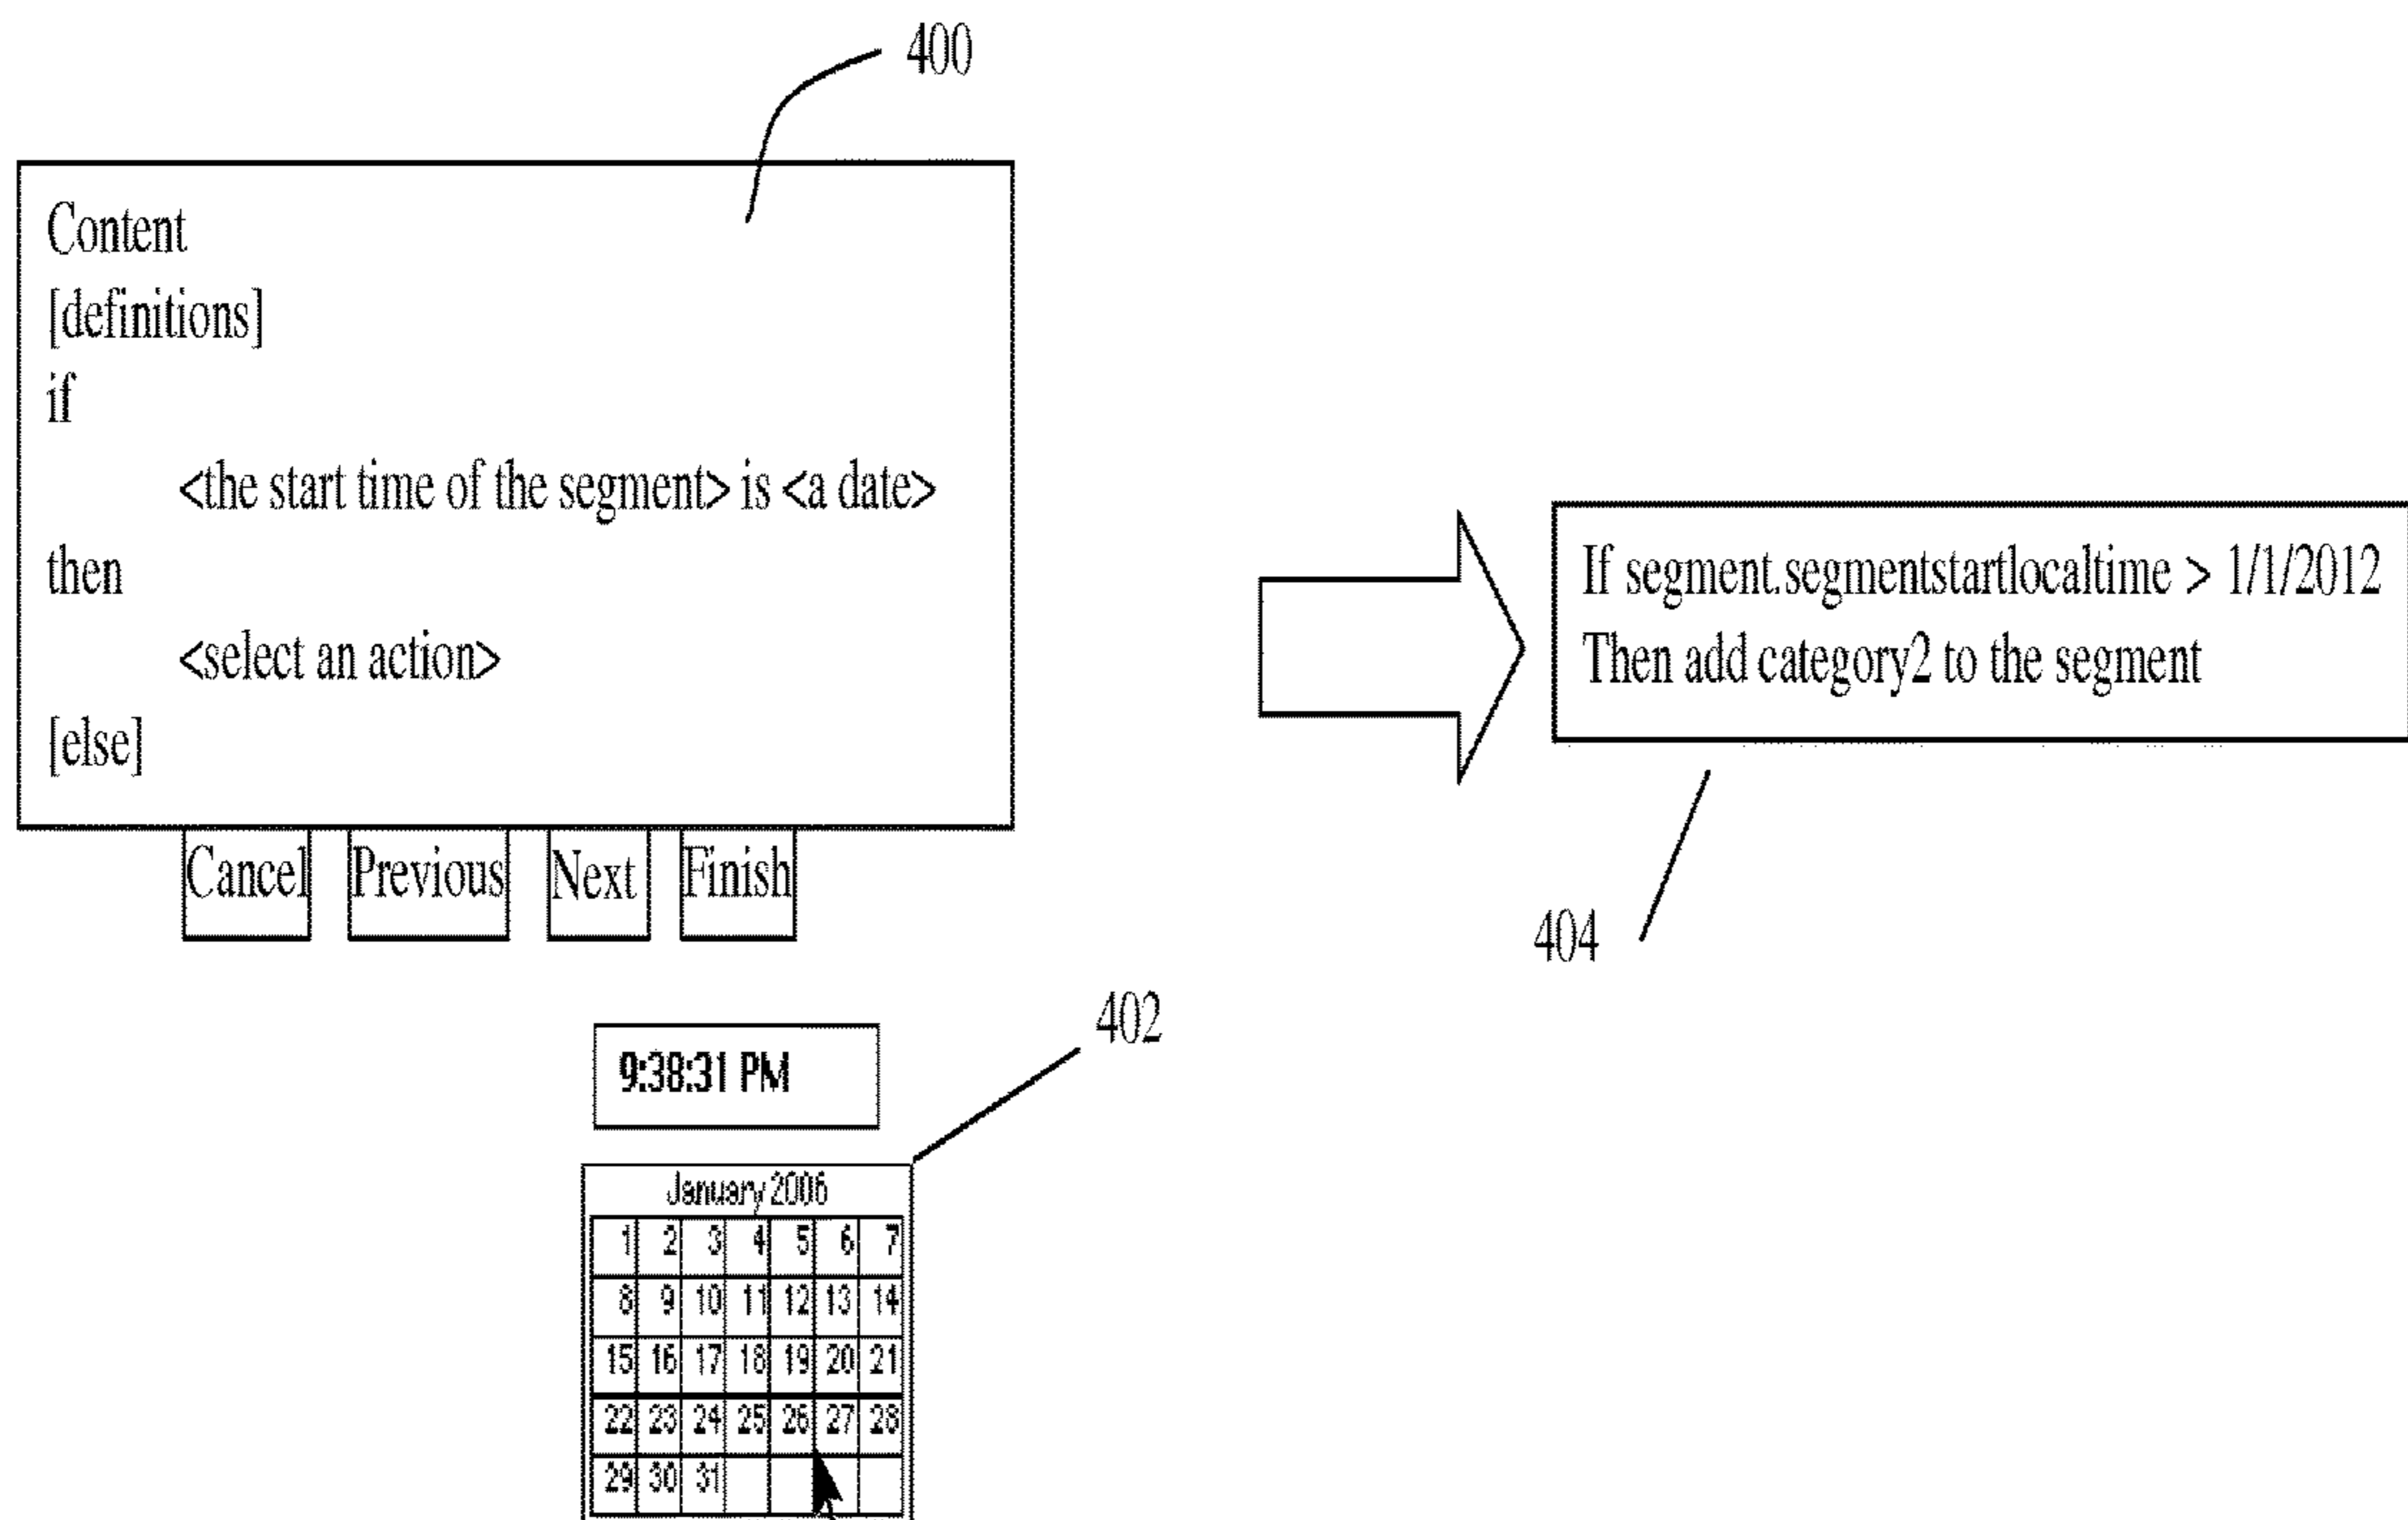 400
Content
[definitions]
if
<the start time of the segment> is <a date>
then
<select an action>
[else]
Cancel Previous Next Finish
If segment.segmentstartlocaltime > 1/1/2012
Then add category2 to the segment
404
402
9:38:31 PM
January 2006
1 2 3 4 5 6 7
8 9 10 11 12 13 14
15 16 17 18 19 20 21
22 23 24 25 26 27 28
29 30 31